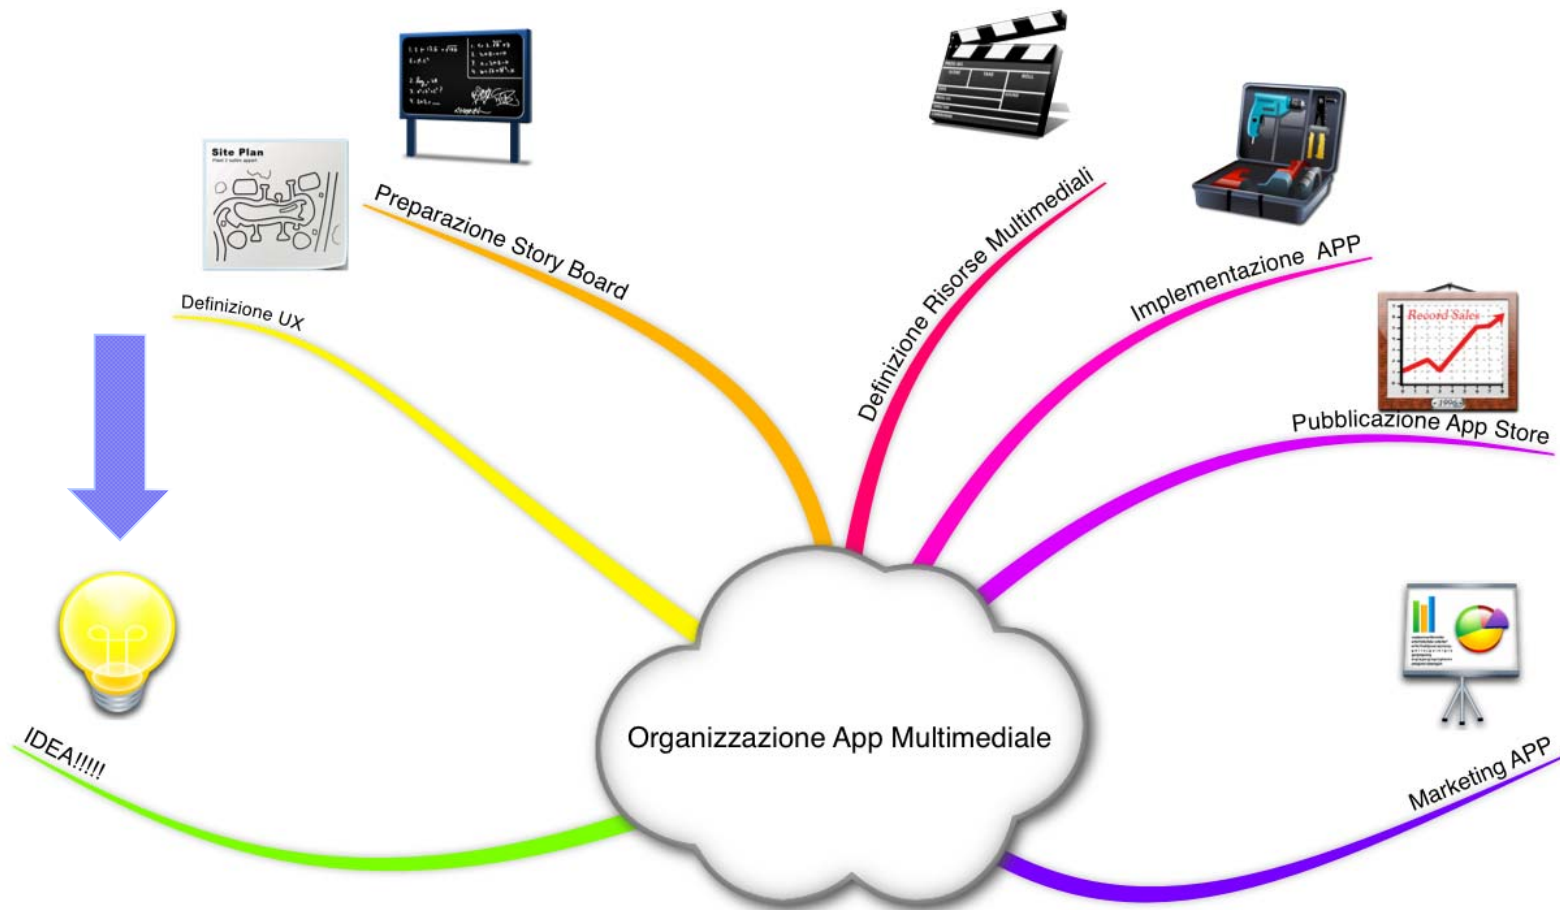 Organizzazione App Multimediale
IDEA!!!!!
Definizione UX
Site Plan
Preparazione Story Board
Definizione Risorse Multimediali
Implementazione APP
Record Sales
1996
Pubblicazione App Store
Marketing APP